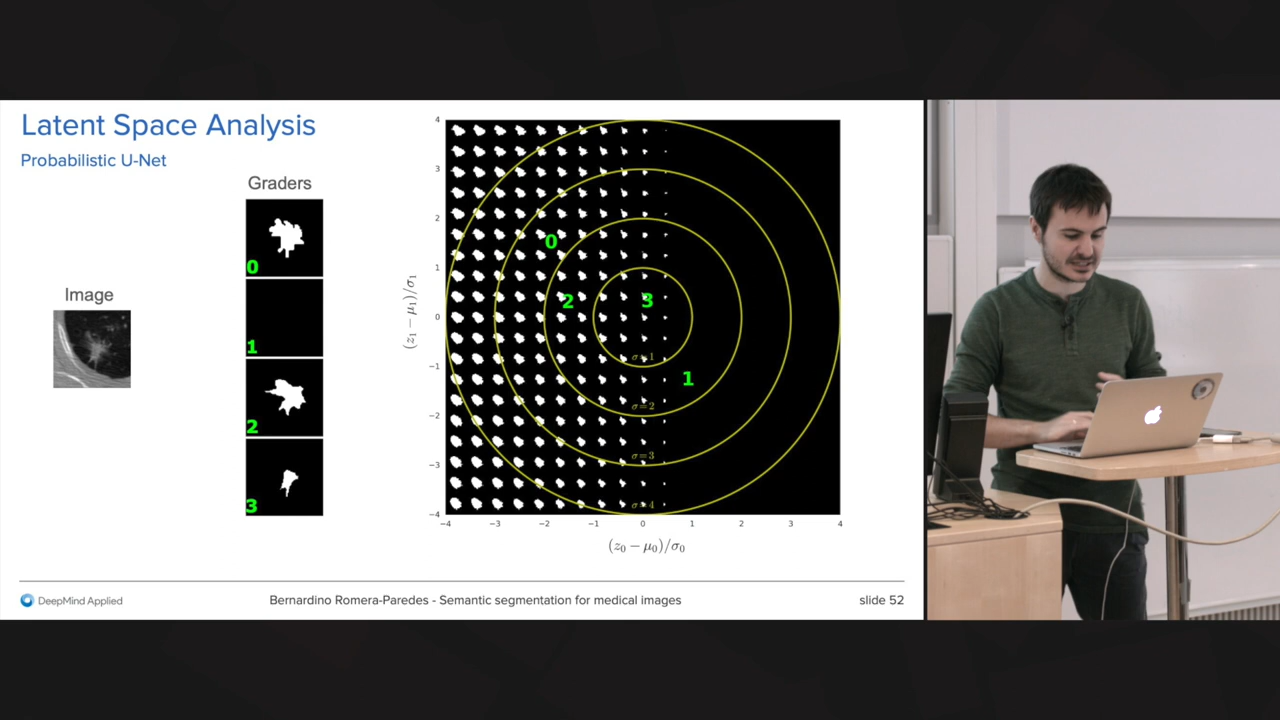 Latent Space Analysis
Probabilistic U-Net
Graders
Image
0
1
2
3
4
3
2
1
0
−1
−2
−3
−4
(z₁ − μ₁)/σ₁
0
2
3
1
σ=1
σ=2
σ=3
σ=4
−4 −3 −2 −1 0 1 2 3 4
(z₀ − μ₀)/σ₀
DeepMind Applied
Bernardino Romera-Paredes - Semantic segmentation for medical images
slide 52